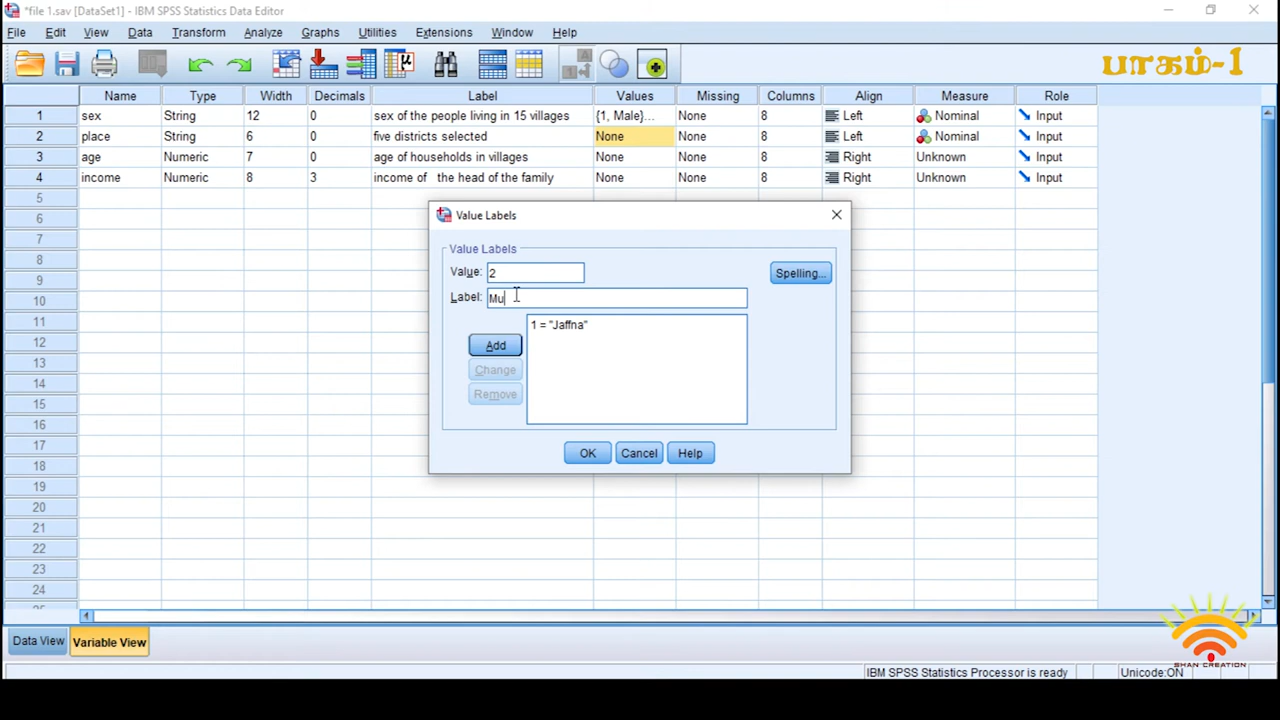 *file 1.sav [DataSet1] - IBM SPSS Statistics Data Editor
File Edit View Data Transform Analyze Graphs Utilities Extensions Window Help
பாகம்-1
Name Type Width Decimals Label Values Missing Columns Align Measure Role
1 sex String 12 0 sex of the people living in 15 villages {1, Male}... None 8 Left Nominal Input
2 place String 6 0 five districts selected None None 8 Left Nominal Input
3 age Numeric 7 0 age of households in villages None None 8 Right Unknown Input
4 income Numeric 8 3 income of the head of the family None None 8 Right Unknown Input
5
6
7
8
9
10
11
12
13
14
15
16
17
18
19
20
21
22
23
24
Value Labels
Value Labels
Value: 2
Spelling...
Label: Mu
1 = "Jaffna"
Add
Change
Remove
OK Cancel Help
Data View Variable View
SHAN CREATION
IBM SPSS Statistics Processor is ready Unicode:ON